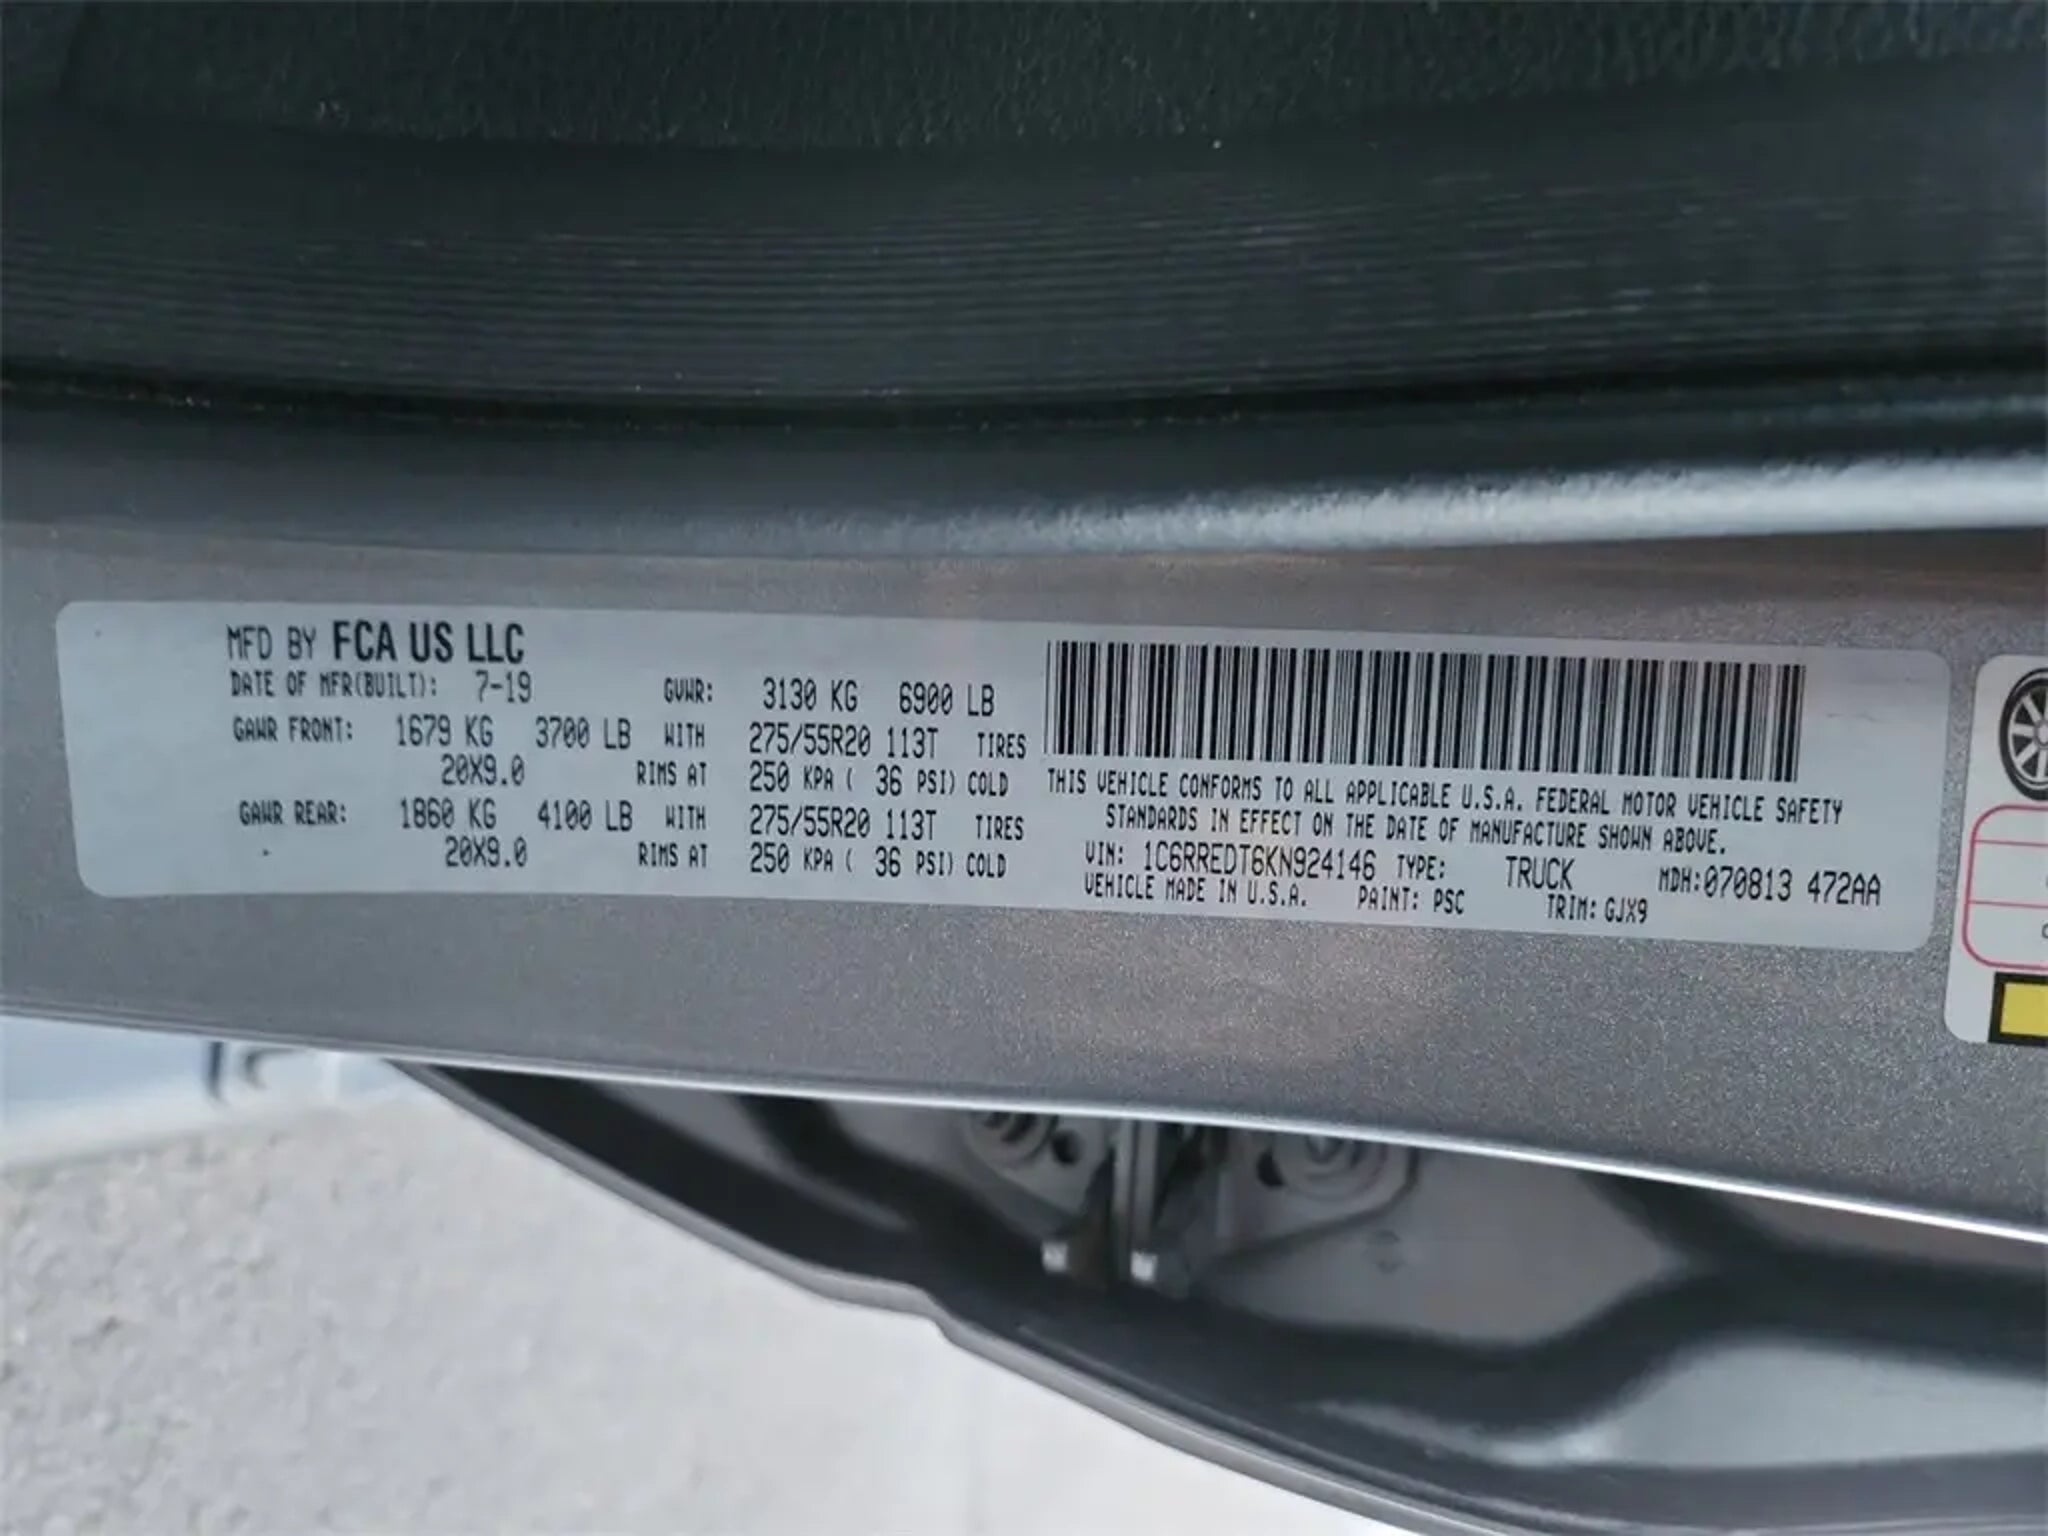 MFD BY FCA US LLC
DATE OF MFR(BUILT): 7-19 GVWR: 3130 KG 6900 LB
GAWR FRONT: 1679 KG 3700 LB WITH 275/55R20 113T TIRES
20X9.0 RIMS AT 250 KPA ( 36 PSI) COLD
GAWR REAR: 1860 KG 4100 LB WITH 275/55R20 113T TIRES
20X9.0 RIMS AT 250 KPA ( 36 PSI) COLD
THIS VEHICLE CONFORMS TO ALL APPLICABLE U.S.A. FEDERAL MOTOR VEHICLE SAFETY
STANDARDS IN EFFECT ON THE DATE OF MANUFACTURE SHOWN ABOVE.
VIN: 1C6RREDT6KN924146 TYPE: TRUCK MDH:070813 472AA
VEHICLE MADE IN U.S.A. PAINT: PSC TRIM: GJX9